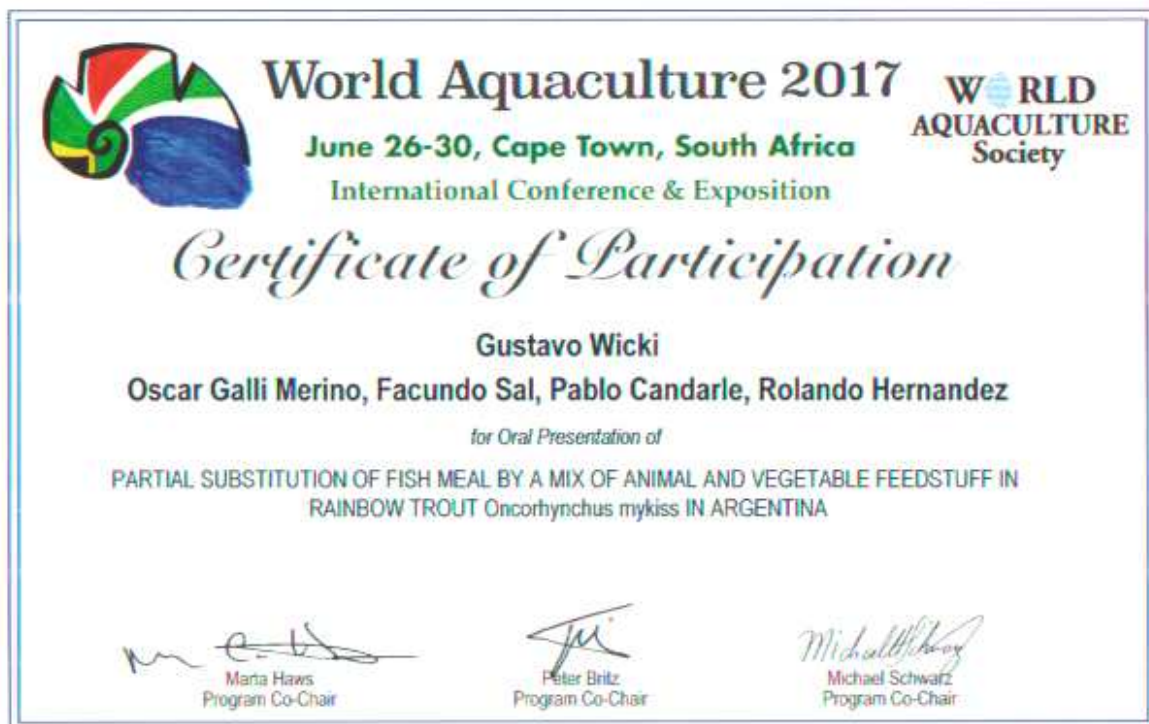 World Aquaculture 2017
WORLD
AQUACULTURE
Society
June 26-30, Cape Town, South Africa
International Conference & Exposition
Certificate of Participation
Gustavo Wicki
Oscar Galli Merino, Facundo Sal, Pablo Candarle, Rolando Hernandez
for Oral Presentation of
PARTIAL SUBSTITUTION OF FISH MEAL BY A MIX OF ANIMAL AND VEGETABLE FEEDSTUFF IN
RAINBOW TROUT Oncorhynchus mykiss IN ARGENTINA
Maria Haws
Program Co-Chair
Peter Britz
Program Co-Chair
Michael Schwarz
Program Co-Chair